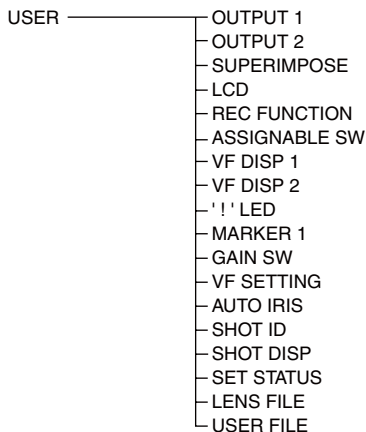 USER OUTPUT 1
OUTPUT 2
SUPERIMPOSE
LCD
REC FUNCTION
ASSIGNABLE SW
VF DISP 1
VF DISP 2
' ! ' LED
MARKER 1
GAIN SW
VF SETTING
AUTO IRIS
SHOT ID
SHOT DISP
SET STATUS
LENS FILE
USER FILE